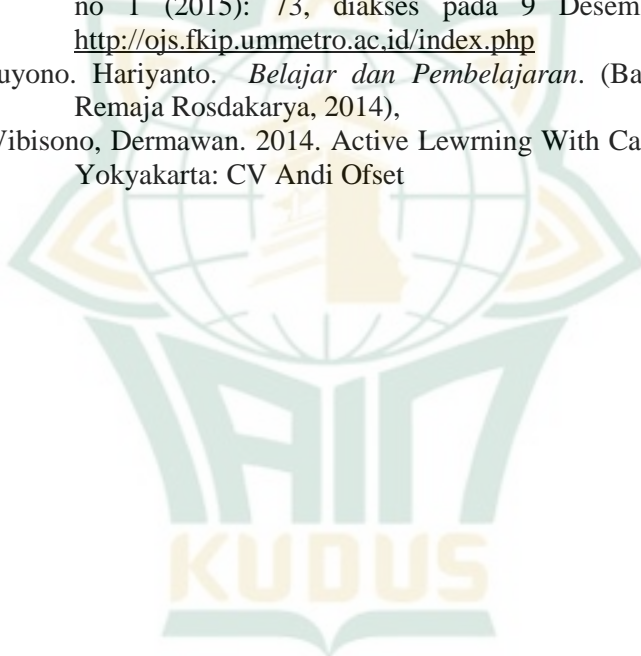 no 1 (2015): 73, diakses pada 9 Desem
http://ojs.fkip.ummetro.ac,id/index.php
uyono. Hariyanto. Belajar dan Pembelajaran. (Ba
Remaja Rosdakarya, 2014),
Vibisono, Dermawan. 2014. Active Lewrning With Ca
Yokyakarta: CV Andi Ofset
IAIN
KUDUS